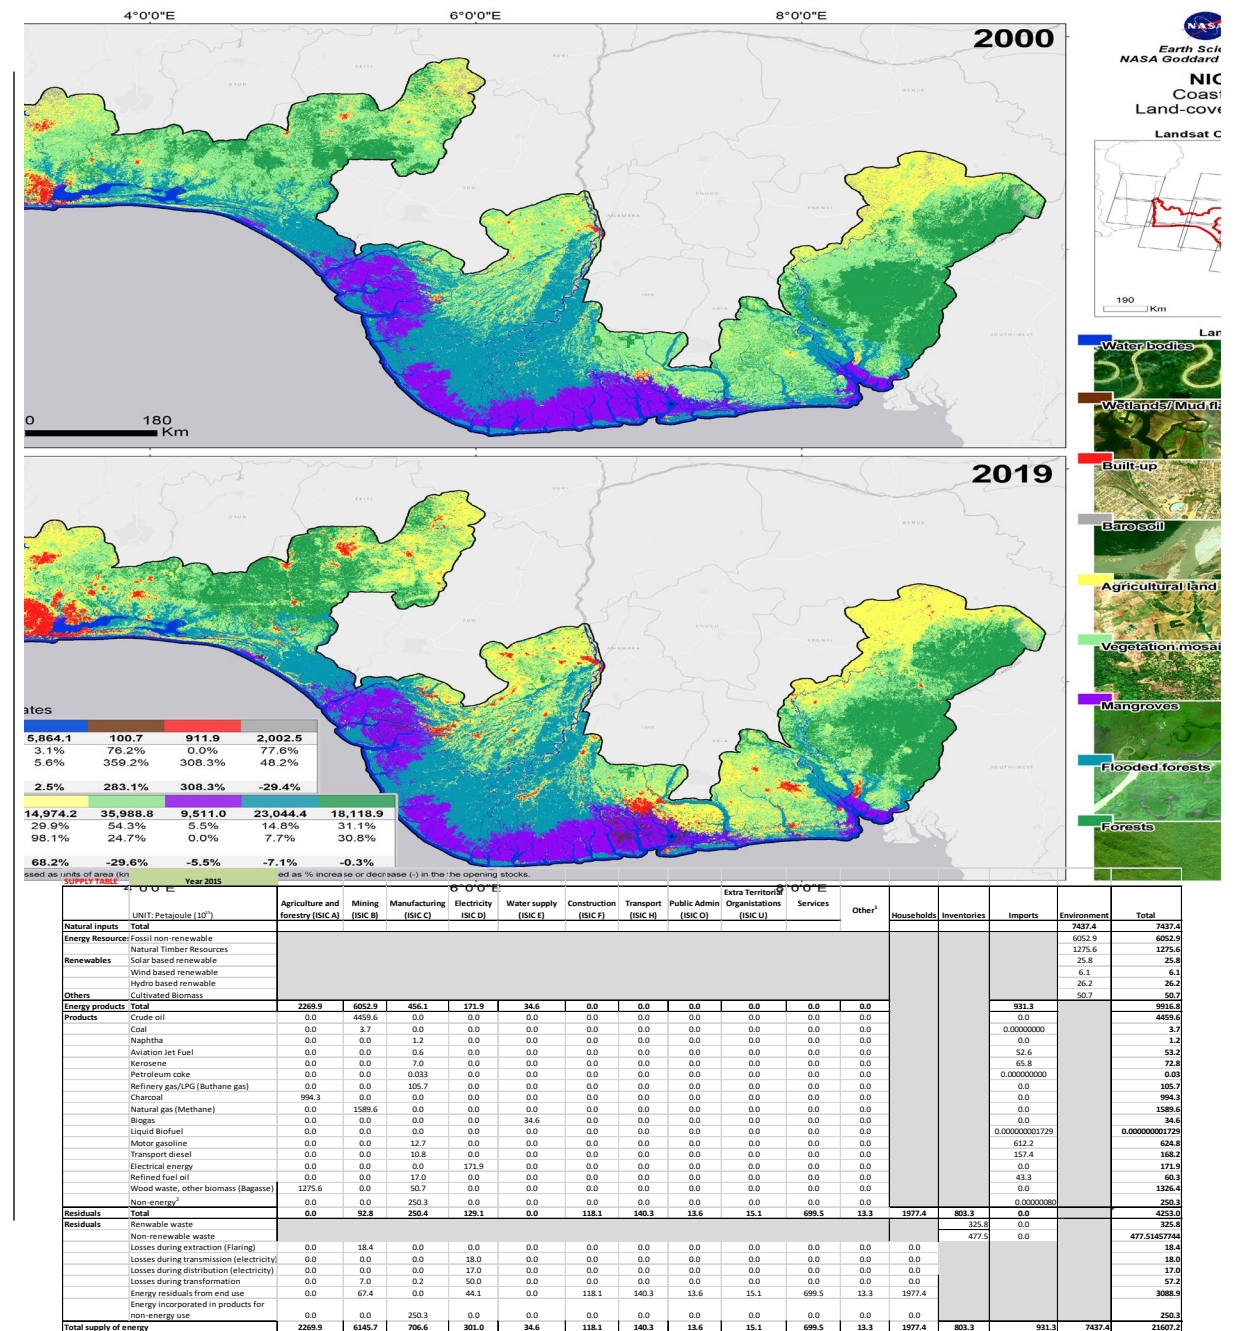 4°0'0"E 6°0'0"E 8°0'0"E
2000
NASA
Earth Scie
NASA Goddard
NIG
Coast
Land-cove
Landsat C
190
Km
0 180
Km
Lan
Water bodies
Wetlands/ Mud fla
Built-up
Bare soil
Agricultural land
Vegetation mosai
Mangroves
Flooded forests
Forests
2019
ates
5,864.1 100.7 911.9 2,002.5
3.1% 76.2% 0.0% 77.6%
5.6% 359.2% 308.3% 48.2%
2.5% 283.1% 308.3% -29.4%
14,974.2 35,988.8 9,511.0 23,044.4 18,118.9
29.9% 54.3% 5.5% 14.8% 31.1%
98.1% 24.7% 0.0% 7.7% 30.8%
68.2% -29.6% -5.5% -7.1% -0.3%
ssed as units of area (km ed as % increase or decrease (-) in the the opening stocks.
SUPPLY TABLE Year 2015
4°0'0"E 6°0'0"E 8°0'0"E
UNIT: Petajoule (10¹⁵) Agriculture and forestry (ISIC A) Mining (ISIC B) Manufacturing (ISIC C) Electricity ISIC D) Water supply (ISIC E) Construction (ISIC F) Transport (ISIC H) Public Admin (ISIC O) Extra Territorial Organistations (ISIC U) Services Other¹ Households Inventories Imports Environment Total
Natural inputs Total 7437.4 7437.4
Energy Resources Fossil non-renewable 6052.9 6052.9
Natural Timber Resources 1275.6 1275.6
Renewables Solar based renewable 25.8 25.8
Wind based renewable 6.1 6.1
Hydro based renwable 26.2 26.2
Others Cultivated Biomass 50.7 50.7
Energy products Total 2269.9 6052.9 456.1 171.9 34.6 0.0 0.0 0.0 0.0 0.0 0.0 931.3 9916.8
Products Crude oil 0.0 4459.6 0.0 0.0 0.0 0.0 0.0 0.0 0.0 0.0 0.0 0.0 4459.6
Coal 0.0 3.7 0.0 0.0 0.0 0.0 0.0 0.0 0.0 0.0 0.0 0.00000000 3.7
Naphtha 0.0 0.0 1.2 0.0 0.0 0.0 0.0 0.0 0.0 0.0 0.0 0.0 1.2
Aviation Jet Fuel 0.0 0.0 0.6 0.0 0.0 0.0 0.0 0.0 0.0 0.0 0.0 52.6 53.2
Kerosene 0.0 0.0 7.0 0.0 0.0 0.0 0.0 0.0 0.0 0.0 0.0 65.8 72.8
Petroleum coke 0.0 0.0 0.033 0.0 0.0 0.0 0.0 0.0 0.0 0.0 0.0 0.000000000 0.03
Refinery gas/LPG (Buthane gas) 0.0 0.0 105.7 0.0 0.0 0.0 0.0 0.0 0.0 0.0 0.0 0.0 105.7
Charcoal 994.3 0.0 0.0 0.0 0.0 0.0 0.0 0.0 0.0 0.0 0.0 0.0 994.3
Natural gas (Methane) 0.0 1589.6 0.0 0.0 0.0 0.0 0.0 0.0 0.0 0.0 0.0 0.0 1589.6
Biogas 0.0 0.0 0.0 0.0 34.6 0.0 0.0 0.0 0.0 0.0 0.0 0.0 34.6
Liquid Biofuel 0.0 0.0 0.0 0.0 0.0 0.0 0.0 0.0 0.0 0.0 0.0 0.000000001729 0.000000001729
Motor gasoline 0.0 0.0 12.7 0.0 0.0 0.0 0.0 0.0 0.0 0.0 0.0 612.2 624.8
Transport diesel 0.0 0.0 10.8 0.0 0.0 0.0 0.0 0.0 0.0 0.0 0.0 157.4 168.2
Electrical energy 0.0 0.0 0.0 171.9 0.0 0.0 0.0 0.0 0.0 0.0 0.0 0.0 171.9
Refined fuel oil 0.0 0.0 17.0 0.0 0.0 0.0 0.0 0.0 0.0 0.0 0.0 43.3 60.3
Wood waste, other biomass (Bagasse) 1275.6 0.0 50.7 0.0 0.0 0.0 0.0 0.0 0.0 0.0 0.0 0.0 1326.4
Non-energy² 0.0 0.0 250.3 0.0 0.0 0.0 0.0 0.0 0.0 0.0 0.0 0.00000080 250.3
Residuals Total 0.0 92.8 250.4 129.1 0.0 118.1 140.3 13.6 15.1 699.5 13.3 1977.4 803.3 0.0 4253.0
Residuals Renwable waste 325.8 0.0 325.8
Non-renewable waste 477.5 0.0 477.51457744
Losses during extraction (Flaring) 0.0 18.4 0.0 0.0 0.0 0.0 0.0 0.0 0.0 0.0 0.0 0.0 18.4
Losses during transmission (electricity) 0.0 0.0 0.0 18.0 0.0 0.0 0.0 0.0 0.0 0.0 0.0 0.0 18.0
Losses during distribution (electricity) 0.0 0.0 0.0 17.0 0.0 0.0 0.0 0.0 0.0 0.0 0.0 0.0 17.0
Losses during transformation 0.0 7.0 0.2 50.0 0.0 0.0 0.0 0.0 0.0 0.0 0.0 0.0 57.2
Energy residuals from end use 0.0 67.4 0.0 44.1 0.0 118.1 140.3 13.6 15.1 699.5 13.3 1977.4 3088.9
Energy incorporated in products for
non-energy use 0.0 0.0 250.3 0.0 0.0 0.0 0.0 0.0 0.0 0.0 0.0 0.0 250.3
Total supply of energy 2269.9 6145.7 706.6 301.0 34.6 118.1 140.3 13.6 15.1 699.5 13.3 1977.4 803.3 931.3 7437.4 21607.2